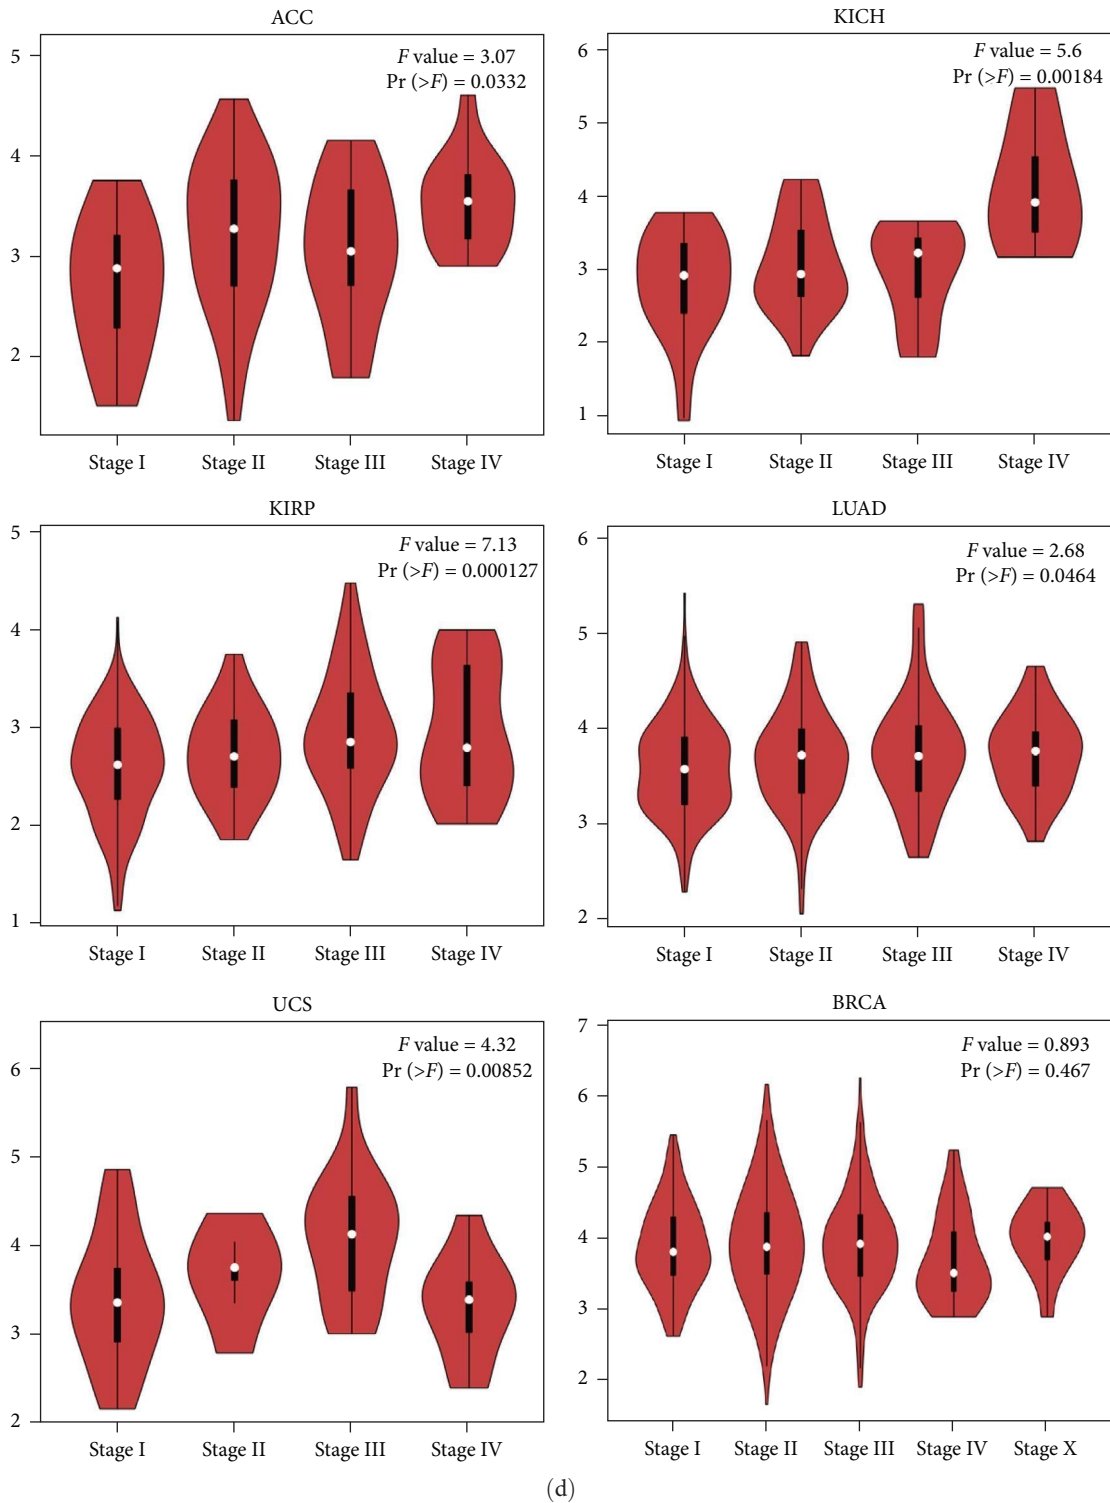 ACC
F value = 3.07
Pr (>F) = 0.0332
5
4
3
2
Stage I Stage II Stage III Stage IV
KICH
F value = 5.6
Pr (>F) = 0.00184
6
5
4
3
2
1
Stage I Stage II Stage III Stage IV
KIRP
F value = 7.13
Pr (>F) = 0.000127
5
4
3
2
1
Stage I Stage II Stage III Stage IV
LUAD
F value = 2.68
Pr (>F) = 0.0464
6
5
4
3
2
Stage I Stage II Stage III Stage IV
UCS
F value = 4.32
Pr (>F) = 0.00852
6
5
4
3
2
Stage I Stage II Stage III Stage IV
BRCA
F value = 0.893
Pr (>F) = 0.467
7
6
5
4
3
2
Stage I Stage II Stage III Stage IV Stage X
(d)